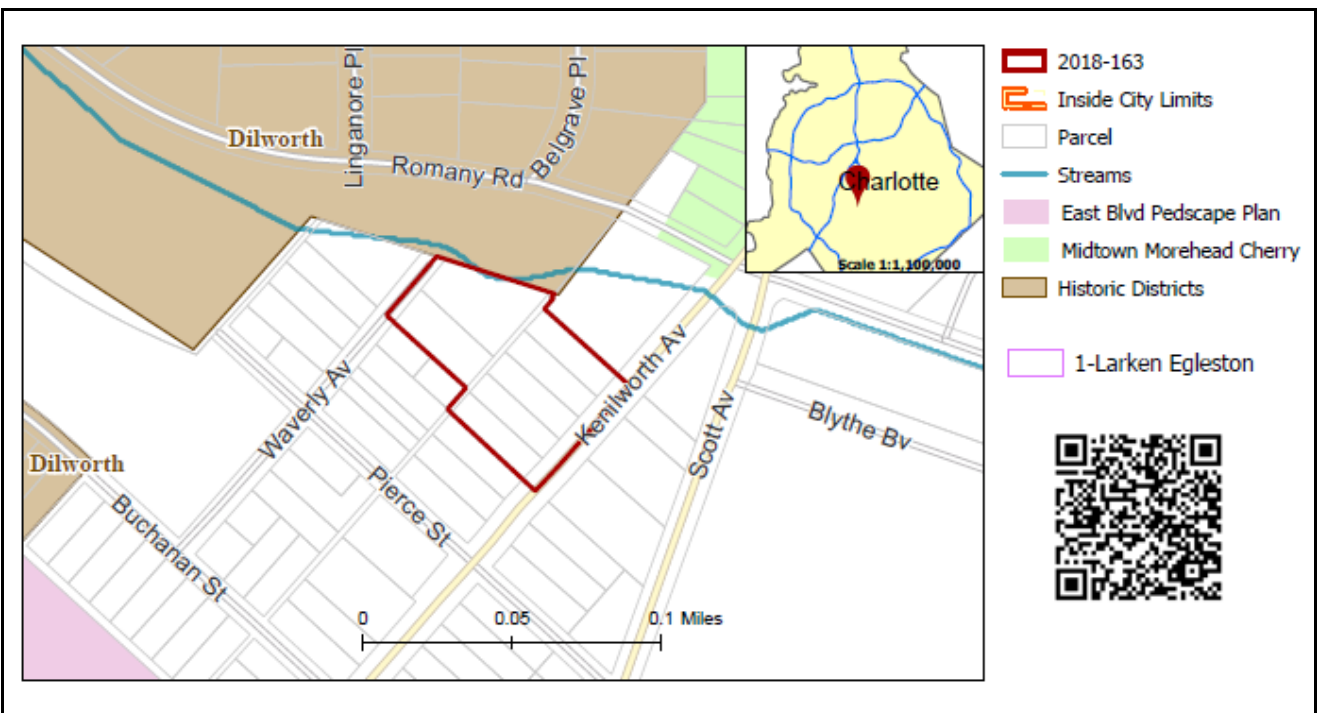 Linganore Pl
Belgrave Pl
Dilworth
Romany Rd
Charlotte
Scale 1:1,100,000
Waverly Av
Kenilworth Av
Scott Av
Blythe Bv
Dilworth
Pierce St
Buchanan St
0 0.05 0.1 Miles
2018-163
Inside City Limits
Parcel
Streams
East Blvd Pedscape Plan
Midtown Morehead Cherry
Historic Districts
1-Larken Egleston